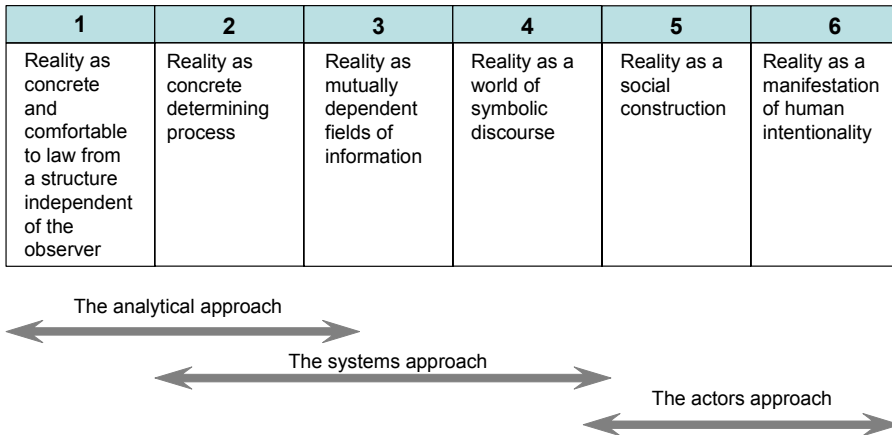 1
2
3
4
5
6
Reality as
concrete
and
comfortable
to law from
a structure
independent
of the
observer
Reality as
concrete
determining
process
Reality as
mutually
dependent
fields of
information
Reality as a
world of
symbolic
discourse
Reality as a
social
construction
Reality as a
manifestation
of human
intentionality
The analytical approach
The systems approach
The actors approach